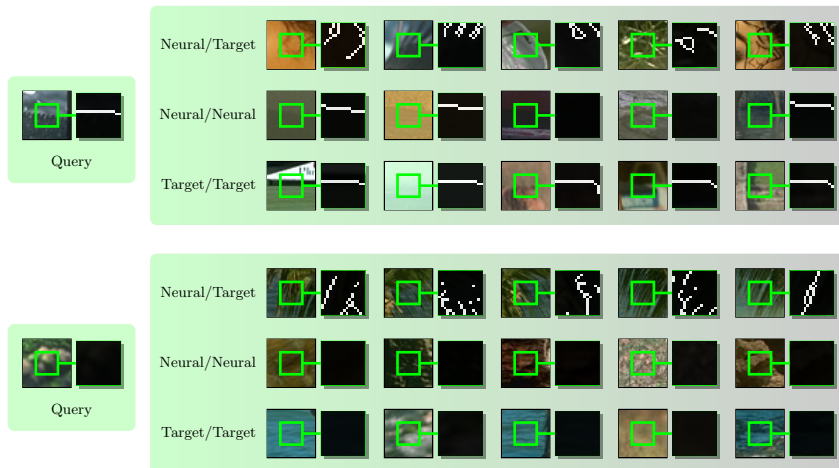 Neural/Target
Neural/Neural
Query
Target/Target
Neural/Target
Neural/Neural
Query
Target/Target